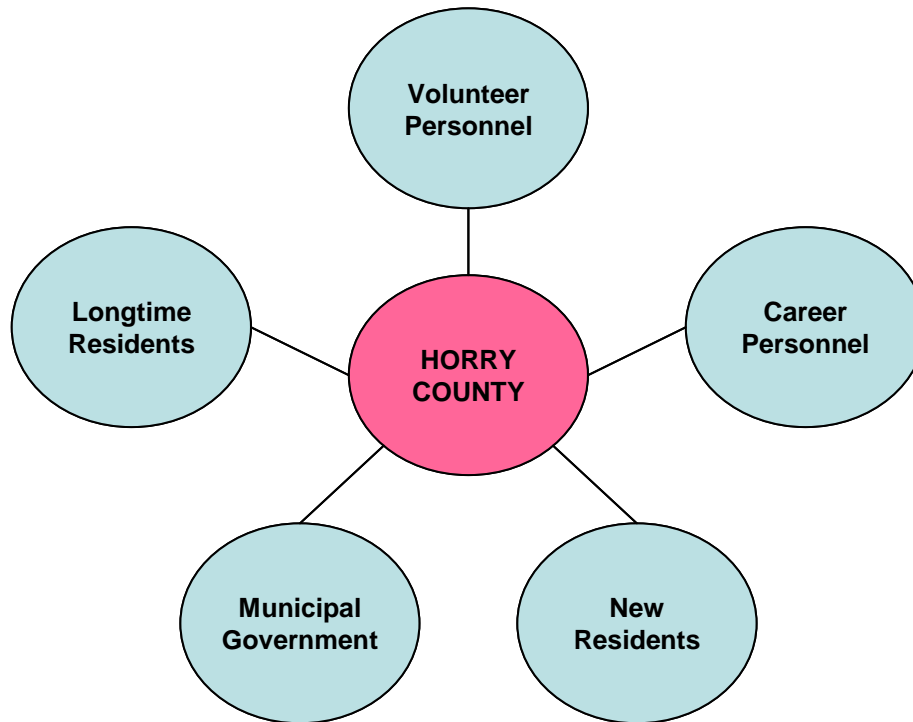 Volunteer
Personnel
Longtime
Residents
Career
Personnel
HORRY
COUNTY
Municipal
Government
New
Residents